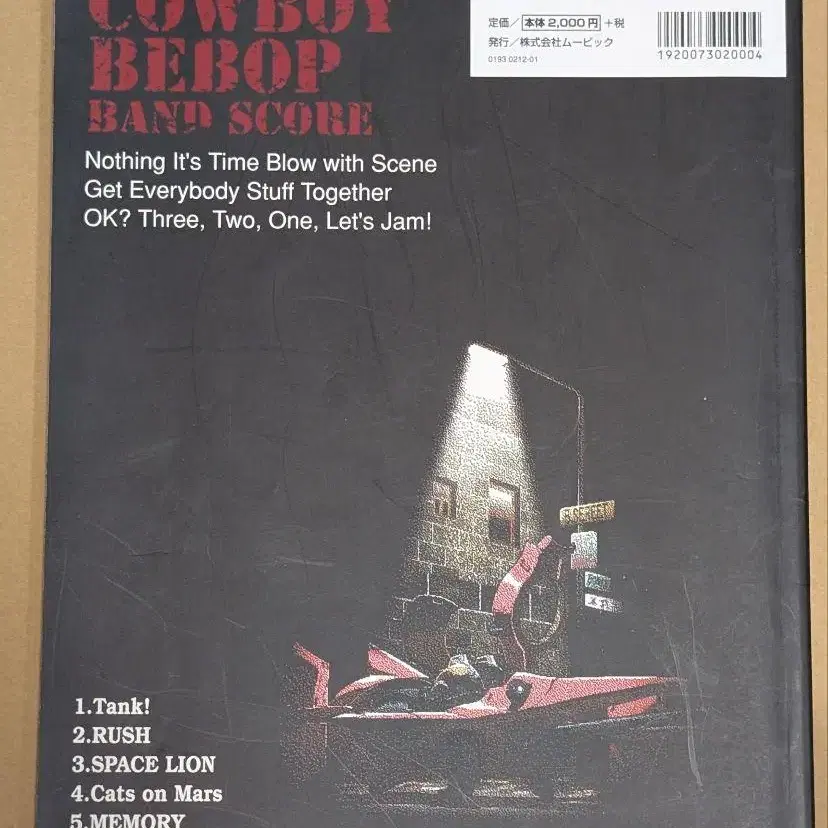 COWBOY
BEBOP
BAND SCORE
定価/本体 2,000円+税
発行/株式会社ムービック
0193 0212-01
1920073020004
Nothing It's Time Blow with Scene
Get Everybody Stuff Together
OK? Three, Two, One, Let's Jam!
1.Tank!
2.RUSH
3.SPACE LION
4.Cats on Mars
5.MEMORY